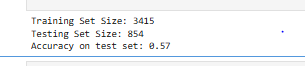 Training Set Size: 3415
Testing Set Size: 854
Accuracy on test set: 0.57